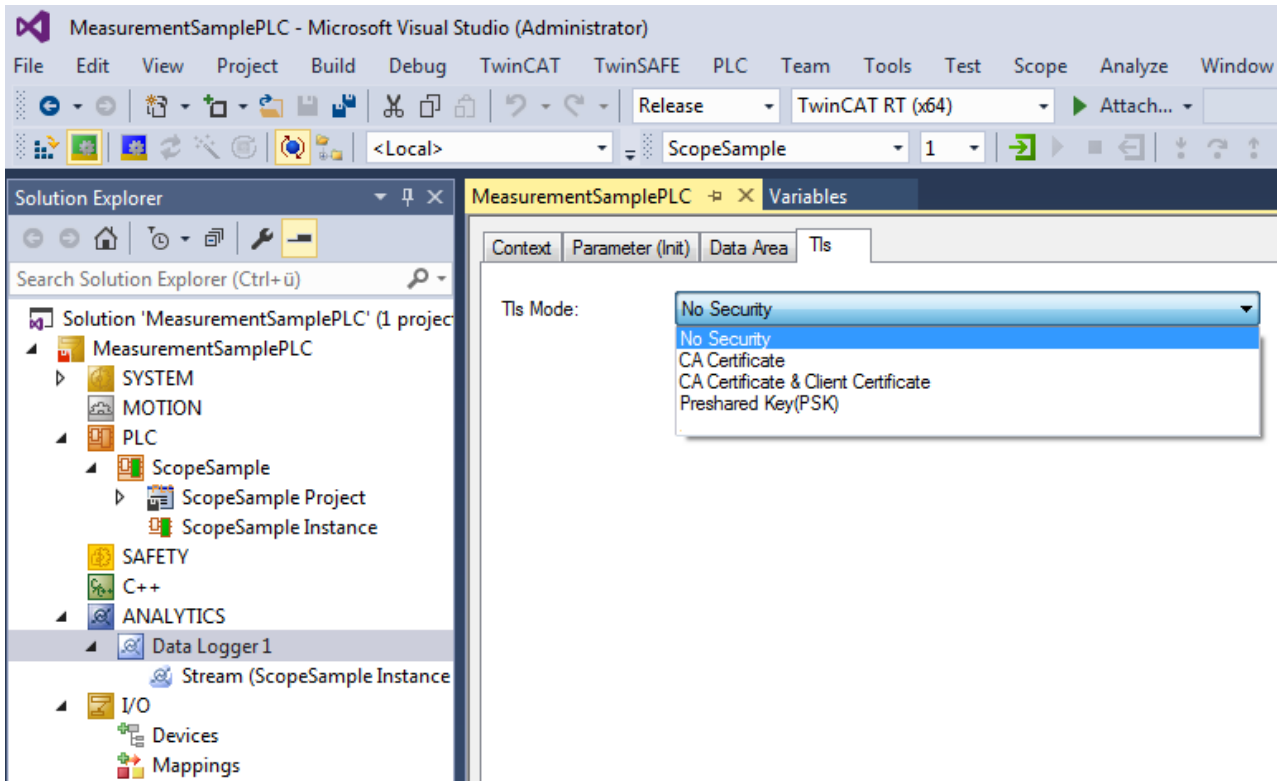 MeasurementSamplePLC - Microsoft Visual Studio (Administrator)
File Edit View Project Build Debug TwinCAT TwinSAFE PLC Team Tools Test Scope Analyze Window
Release TwinCAT RT (x64) Attach...
<Local> ScopeSample 1
Solution Explorer
MeasurementSamplePLC Variables
Search Solution Explorer (Ctrl+ü)
Solution 'MeasurementSamplePLC' (1 projec
MeasurementSamplePLC
SYSTEM
MOTION
PLC
ScopeSample
ScopeSample Project
ScopeSample Instance
SAFETY
C++
ANALYTICS
Data Logger 1
Stream (ScopeSample Instance
I/O
Devices
Mappings
Context Parameter (Init) Data Area Tls
Tls Mode: No Security
No Security
CA Certificate
CA Certificate & Client Certificate
Preshared Key(PSK)